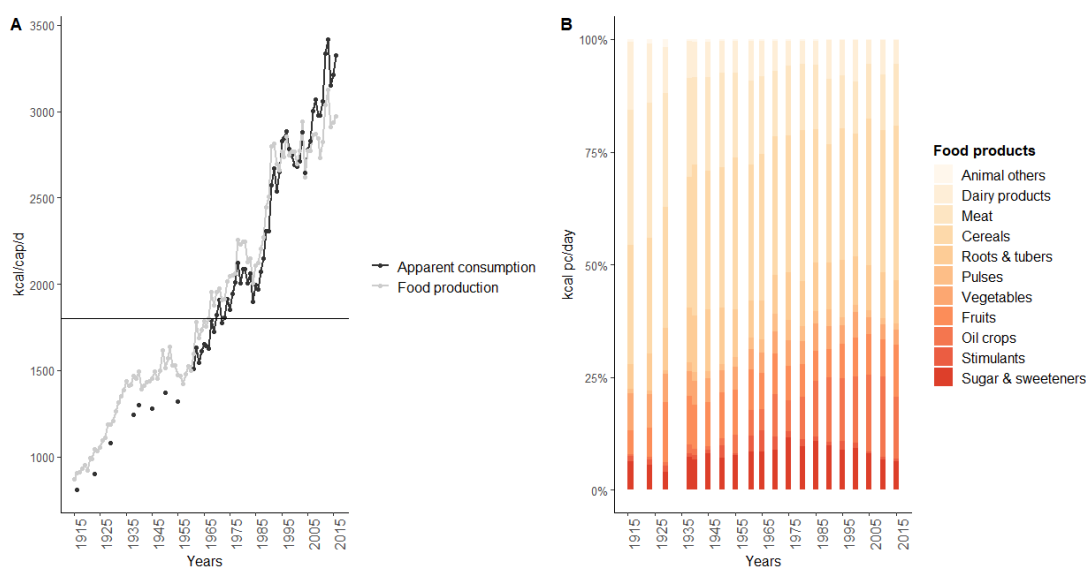 A
3500
3000
2500
2000
1500
1000
kcal/cap/d
1915
1925
1935
1945
1955
1965
1975
1985
1995
2005
2015
Years
Apparent consumption
Food production
B
100%
75%
50%
25%
0%
kcal pc/day
1915
1925
1935
1945
1955
1965
1975
1985
1995
2005
2015
Years
Food products
Animal others
Dairy products
Meat
Cereals
Roots & tubers
Pulses
Vegetables
Fruits
Oil crops
Stimulants
Sugar & sweeteners